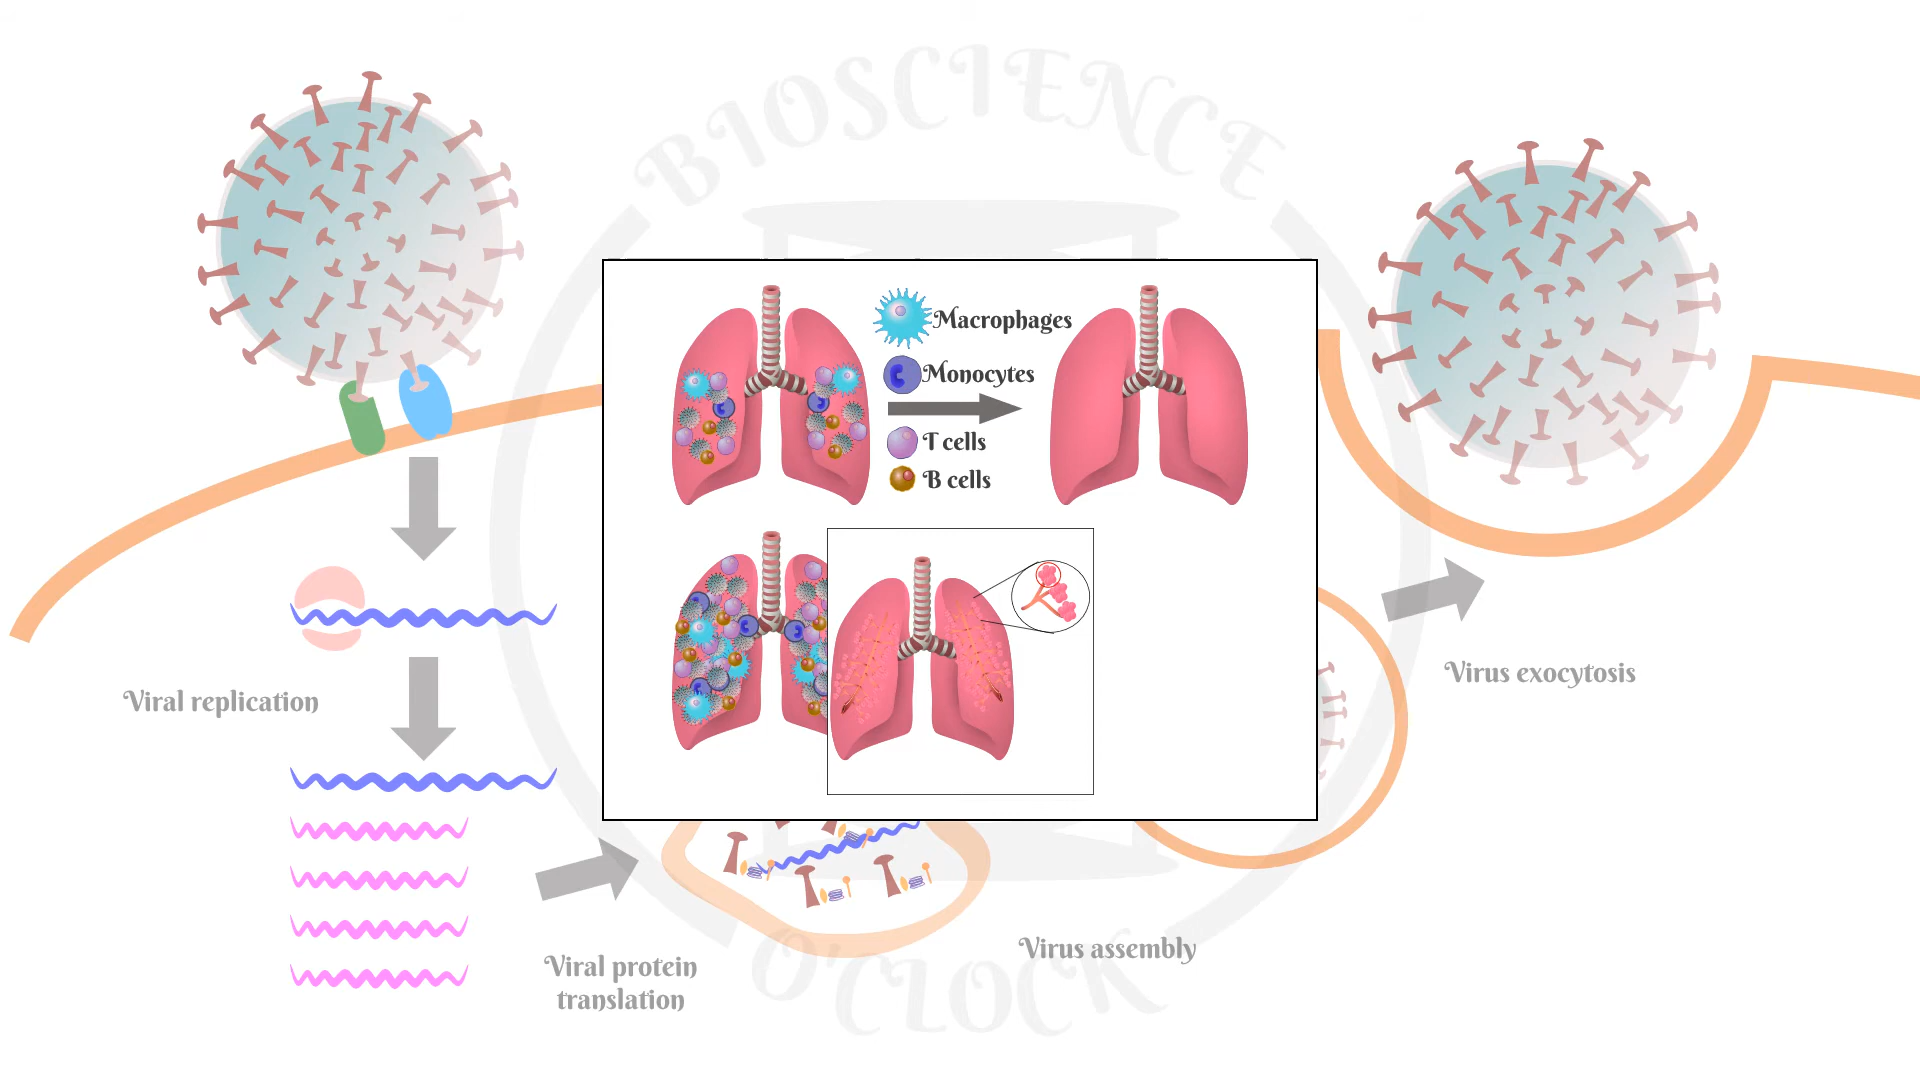 BIOSCIENCE
Macrophages
Monocytes
T cells
B cells
Viral replication
Virus exocytosis
Viral protein
translation
Virus assembly
O'CLOCK